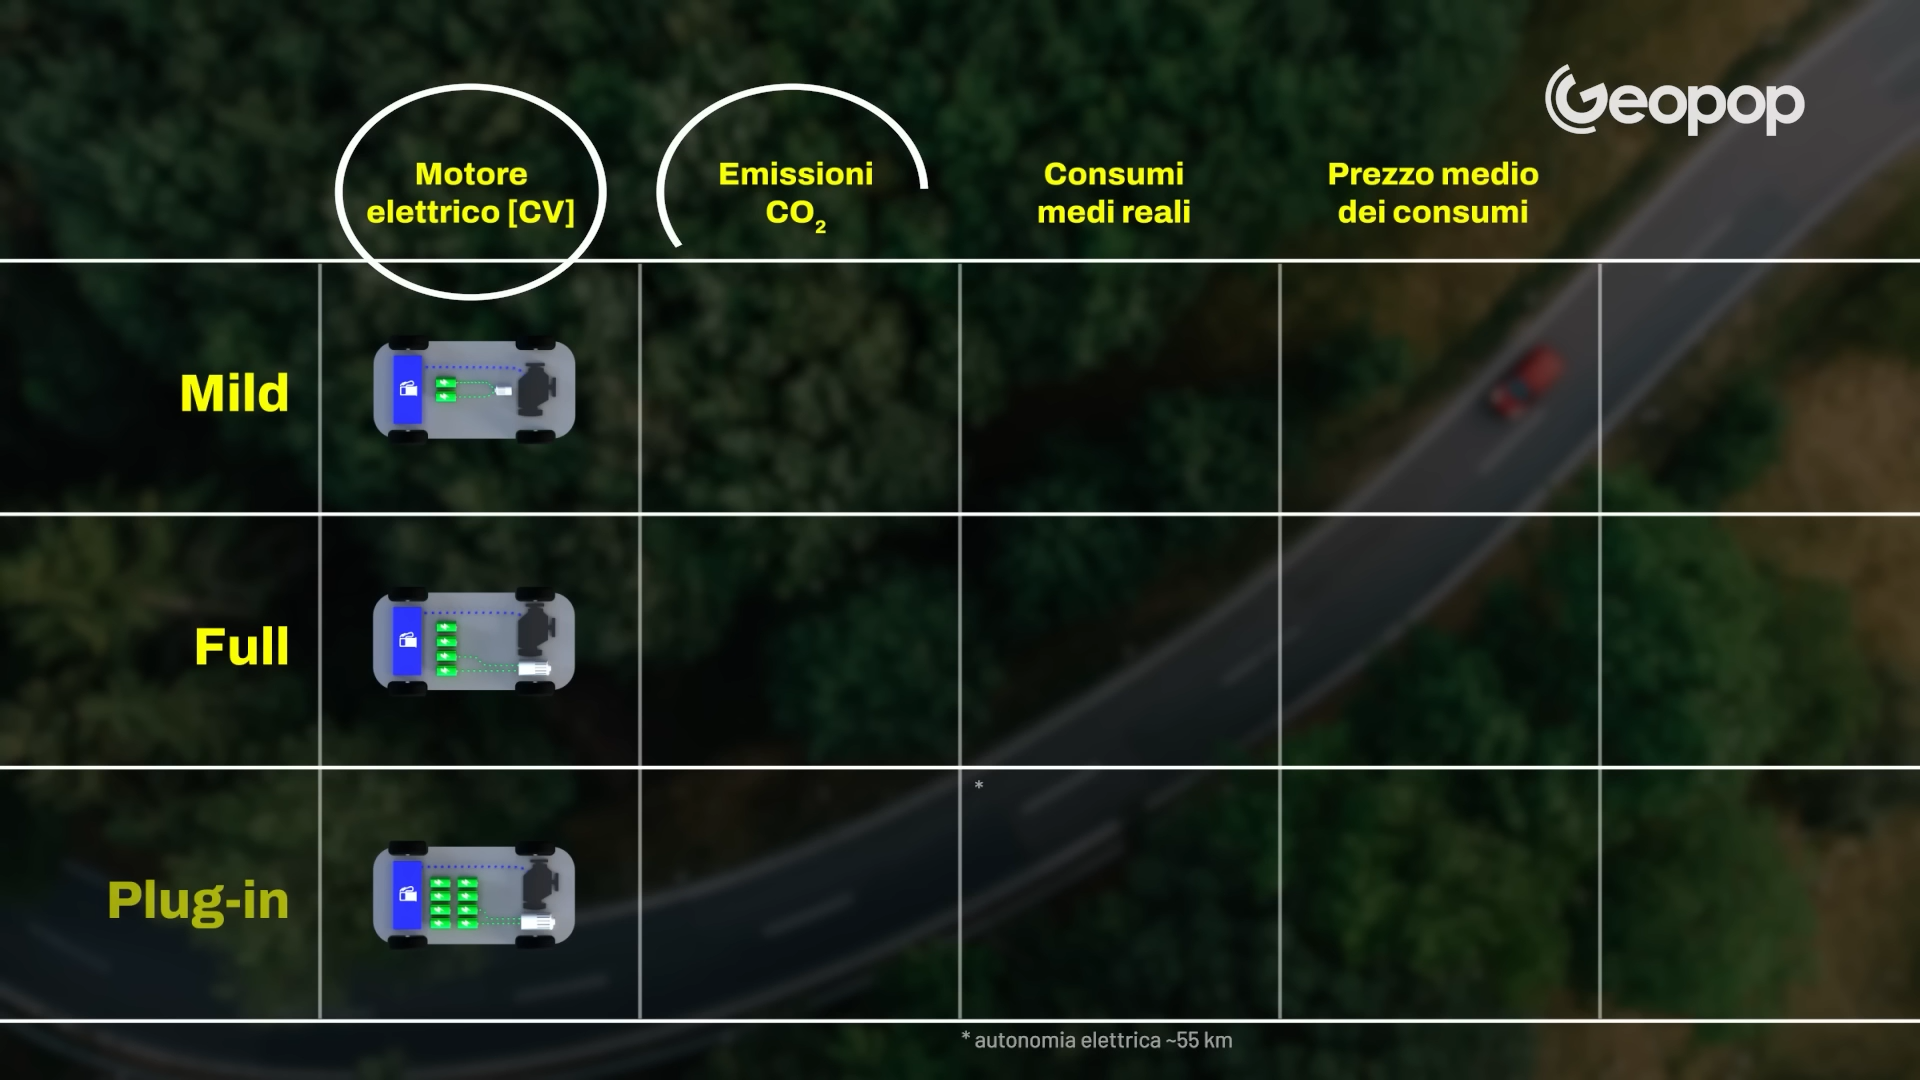 Geopop
Motore
elettrico [CV]
Emissioni
CO₂
Consumi
medi reali
Prezzo medio
dei consumi
Mild
Full
Plug-in
*
* autonomia elettrica ~55 km